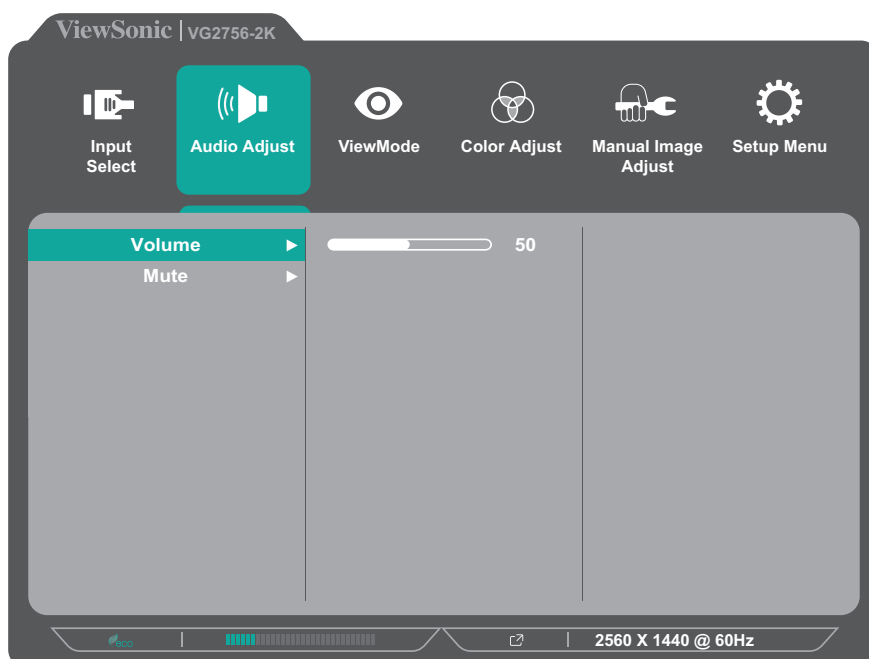 ViewSonic | VG2756-2K
Input Select
Audio Adjust
ViewMode
Color Adjust
Manual Image Adjust
Setup Menu
Volume
50
Mute
eco
2560 X 1440 @ 60Hz